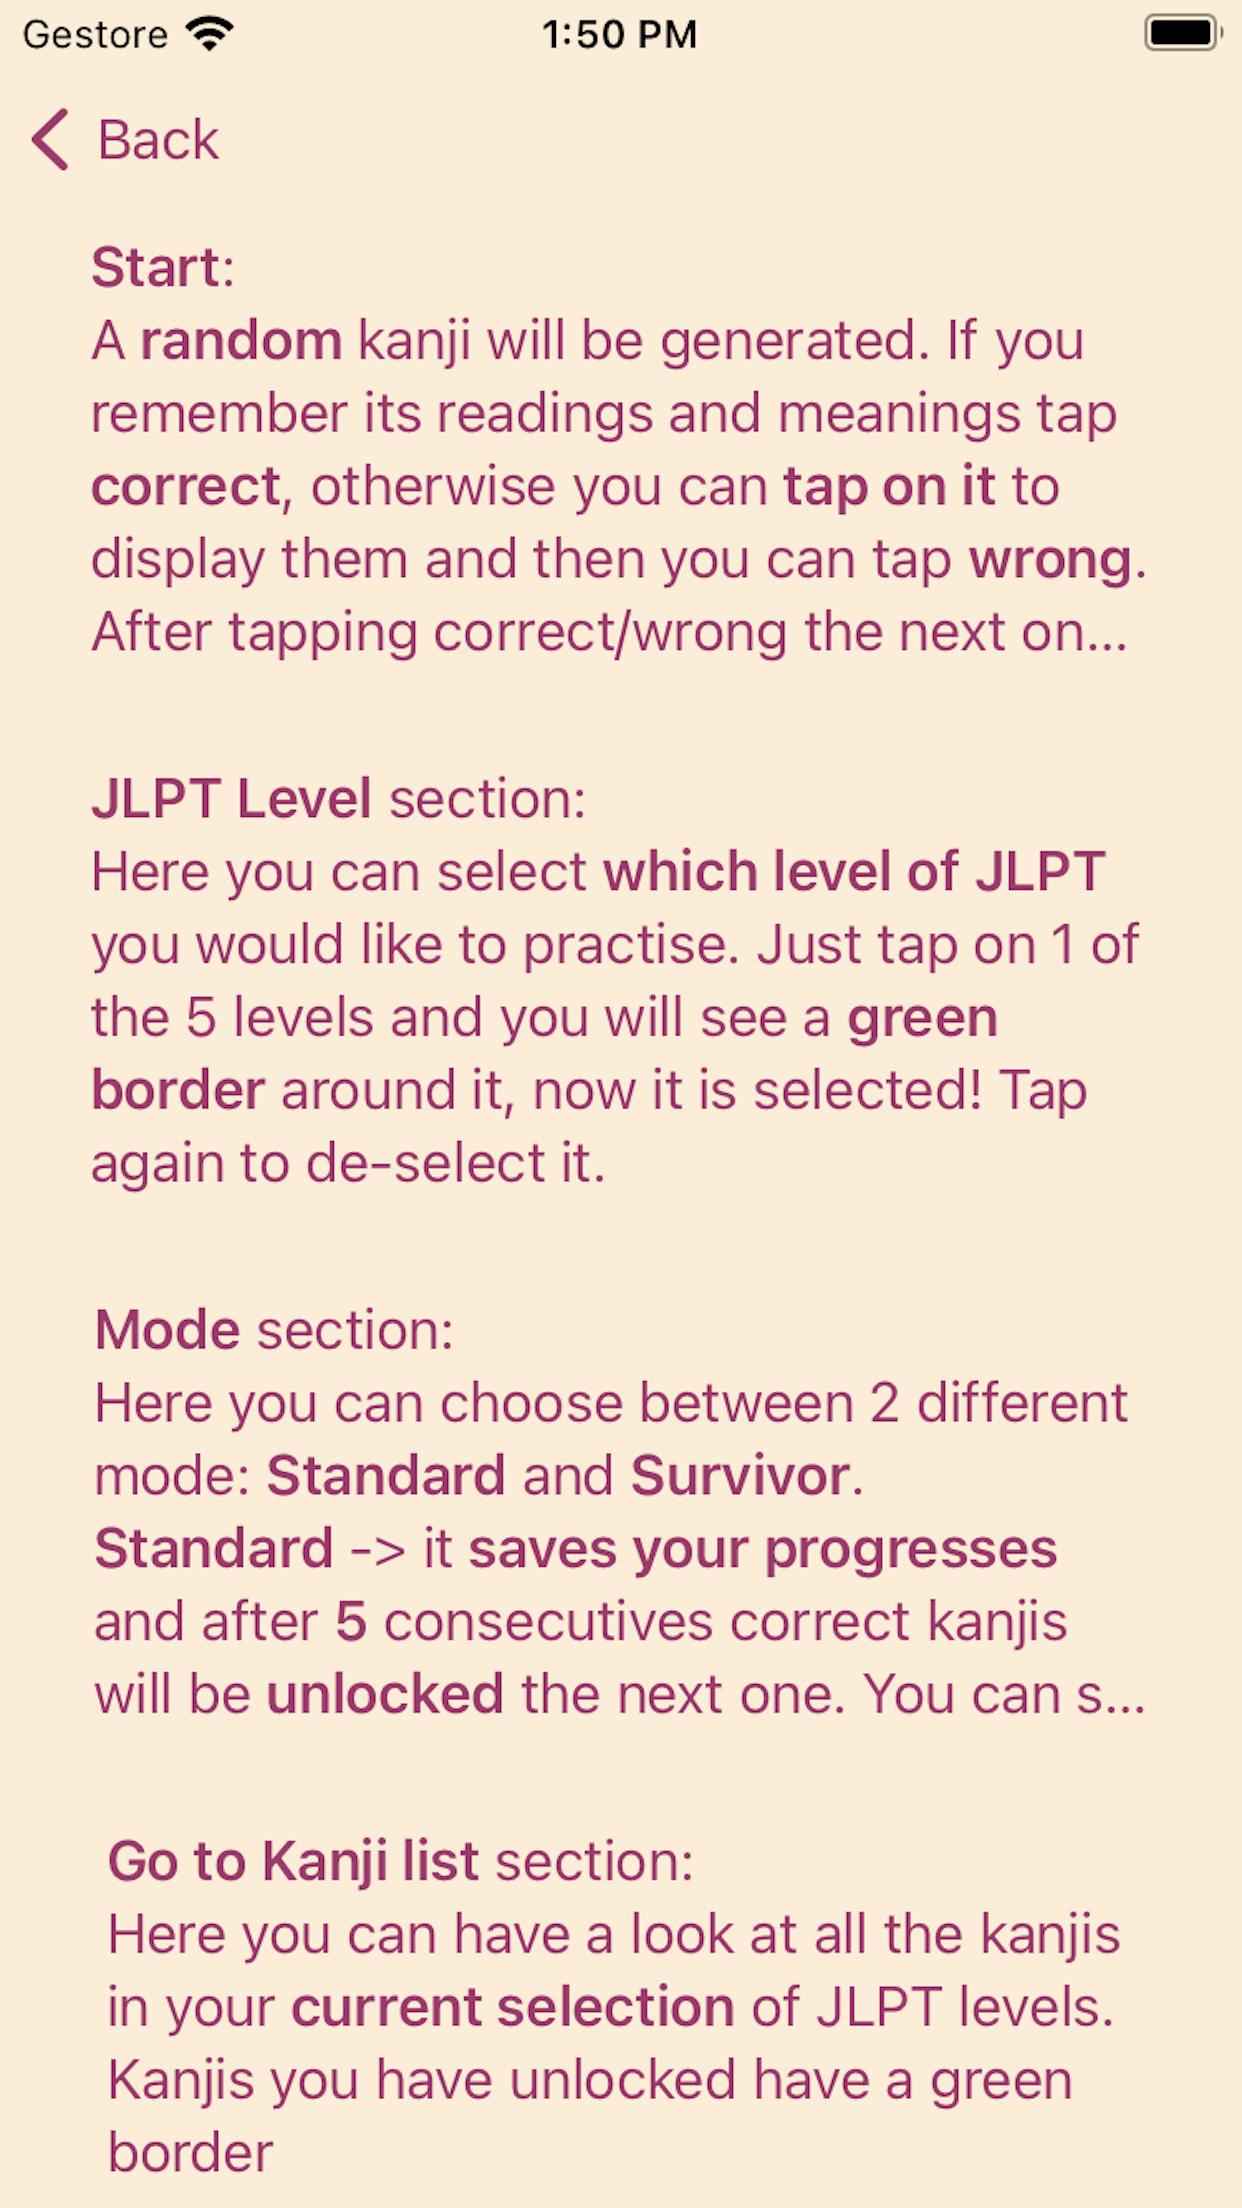 Gestore
1:50 PM
Back
Start:
A random kanji will be generated. If you
remember its readings and meanings tap
correct, otherwise you can tap on it to
display them and then you can tap wrong.
After tapping correct/wrong the next on...
JLPT Level section:
Here you can select which level of JLPT
you would like to practise. Just tap on 1 of
the 5 levels and you will see a green
border around it, now it is selected! Tap
again to de-select it.
Mode section:
Here you can choose between 2 different
mode: Standard and Survivor.
Standard -> it saves your progresses
and after 5 consecutives correct kanjis
will be unlocked the next one. You can s...
Go to Kanji list section:
Here you can have a look at all the kanjis
in your current selection of JLPT levels.
Kanjis you have unlocked have a green
border